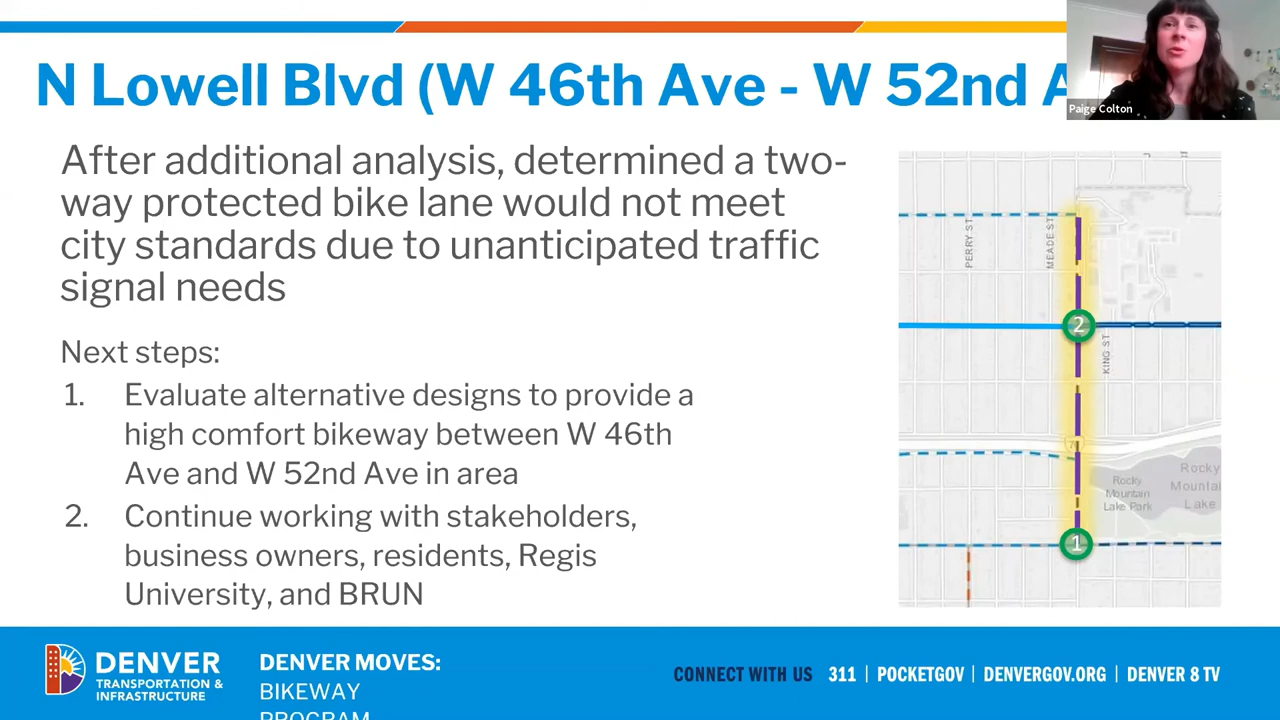 N Lowell Blvd (W 46th Ave - W 52nd A
Paige Colton
After additional analysis, determined a two-
way protected bike lane would not meet
city standards due to unanticipated traffic
signal needs
Next steps:
1. Evaluate alternative designs to provide a
high comfort bikeway between W 46th
Ave and W 52nd Ave in area
2. Continue working with stakeholders,
business owners, residents, Regis
University, and BRUN
PERRY ST
MEADE ST
2
KING ST
Rocky
Mountain
Lake Park
Rocky
Mountai
Lake
1
DENVER
TRANSPORTATION &
INFRASTRUCTURE
DENVER MOVES:
BIKEWAY
PROGRAM
CONNECT WITH US 311 | POCKETGOV | DENVERGOV.ORG | DENVER 8 TV